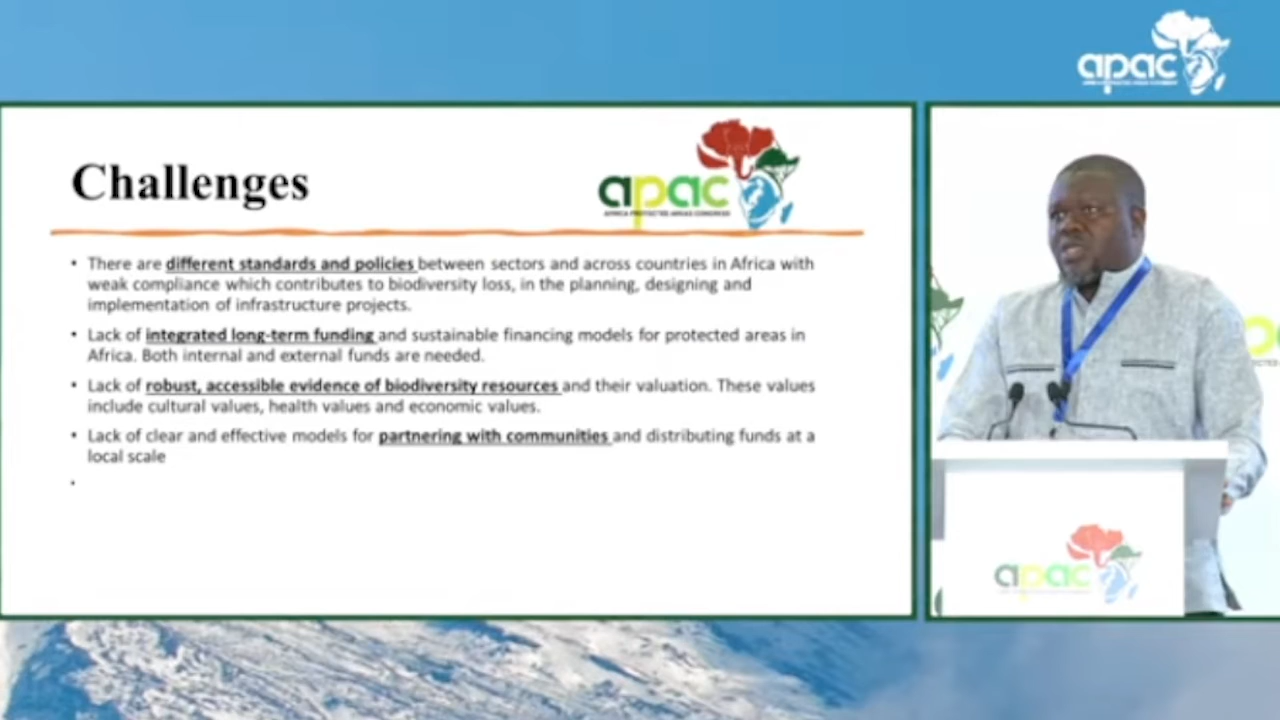 apac
Challenges
apac
AFRICA PROTECTED AREAS CONGRESS
• There are different standards and policies between sectors and across countries in Africa with
weak compliance which contributes to biodiversity loss, in the planning, designing and
implementation of infrastructure projects.
• Lack of integrated long-term funding and sustainable financing models for protected areas in
Africa. Both internal and external funds are needed.
• Lack of robust, accessible evidence of biodiversity resources and their valuation. These values
include cultural values, health values and economic values.
• Lack of clear and effective models for partnering with communities and distributing funds at a
local scale
•
apac